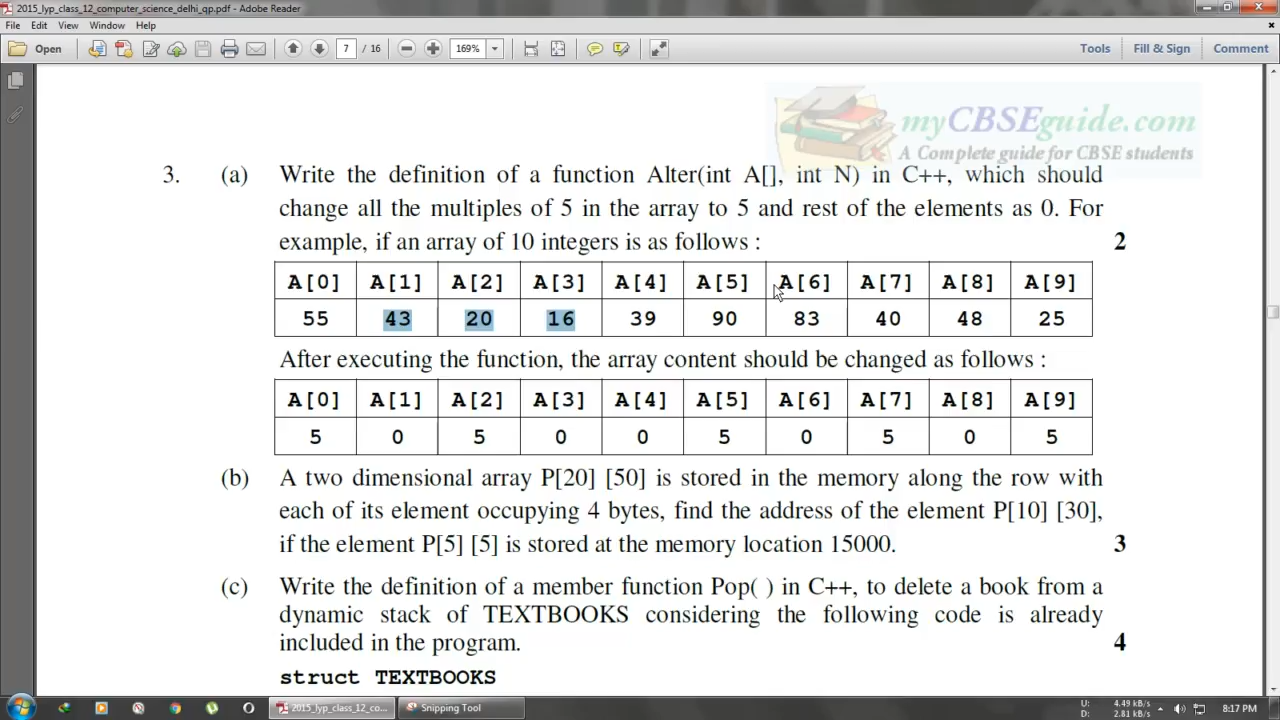 2015_lyp_class_12_computer_science_delhi_qp.pdf - Adobe Reader
File Edit View Window Help
Open 7 / 16 169% Tools Fill & Sign Comment
myCBSEguide.com
A Complete guide for CBSE students
3. (a) Write the definition of a function Alter(int A[], int N) in C++, which should
change all the multiples of 5 in the array to 5 and rest of the elements as 0. For
example, if an array of 10 integers is as follows : 2
A[0] A[1] A[2] A[3] A[4] A[5] A[6] A[7] A[8] A[9]
55 43 20 16 39 90 83 40 48 25
After executing the function, the array content should be changed as follows :
A[0] A[1] A[2] A[3] A[4] A[5] A[6] A[7] A[8] A[9]
5 0 5 0 0 5 0 5 0 5
(b) A two dimensional array P[20] [50] is stored in the memory along the row with
each of its element occupying 4 bytes, find the address of the element P[10] [30],
if the element P[5] [5] is stored at the memory location 15000. 3
(c) Write the definition of a member function Pop( ) in C++, to delete a book from a
dynamic stack of TEXTBOOKS considering the following code is already
included in the program. 4
struct TEXTBOOKS
2015_lyp_class_12_co... Snipping Tool
U: 4.49 kB/s
D: 2.81 kB/s
8:17 PM